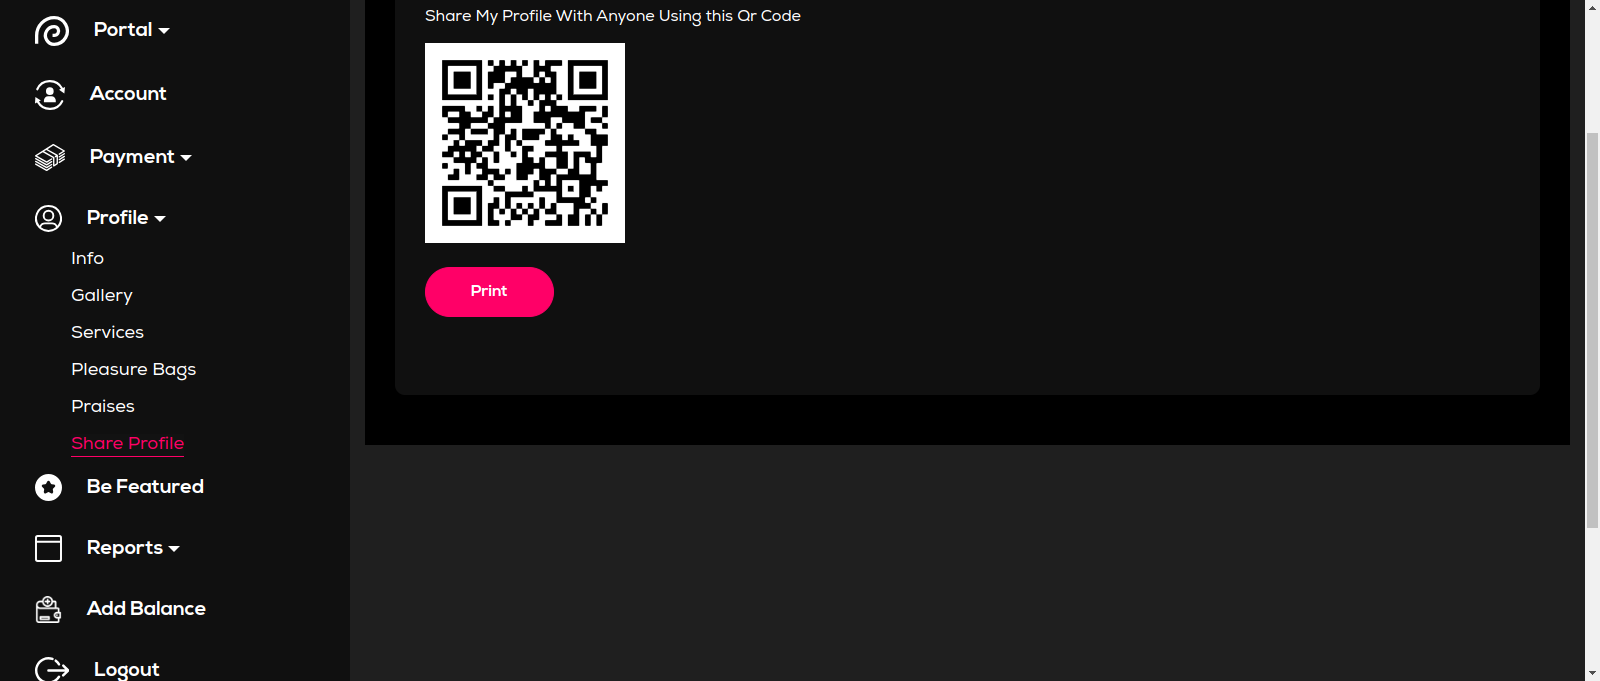 Portal
Account
Payment
Profile
Info
Gallery
Services
Pleasure Bags
Praises
Share Profile
Be Featured
Reports
Add Balance
Logout
Share My Profile With Anyone Using this Qr Code
Print